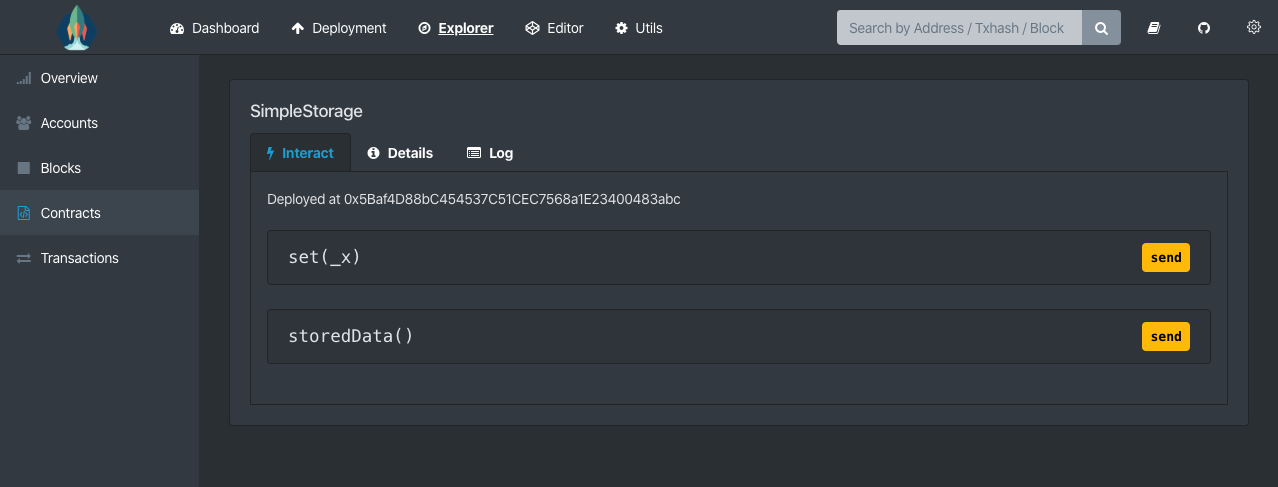 Dashboard Deployment Explorer Editor Utils Search by Address / Txhash / Block
Overview
Accounts
Blocks
Contracts
Transactions
SimpleStorage
Interact Details Log
Deployed at 0x5Baf4D88bC454537C51CEC7568a1E23400483abc
set(_x) send
storedData() send